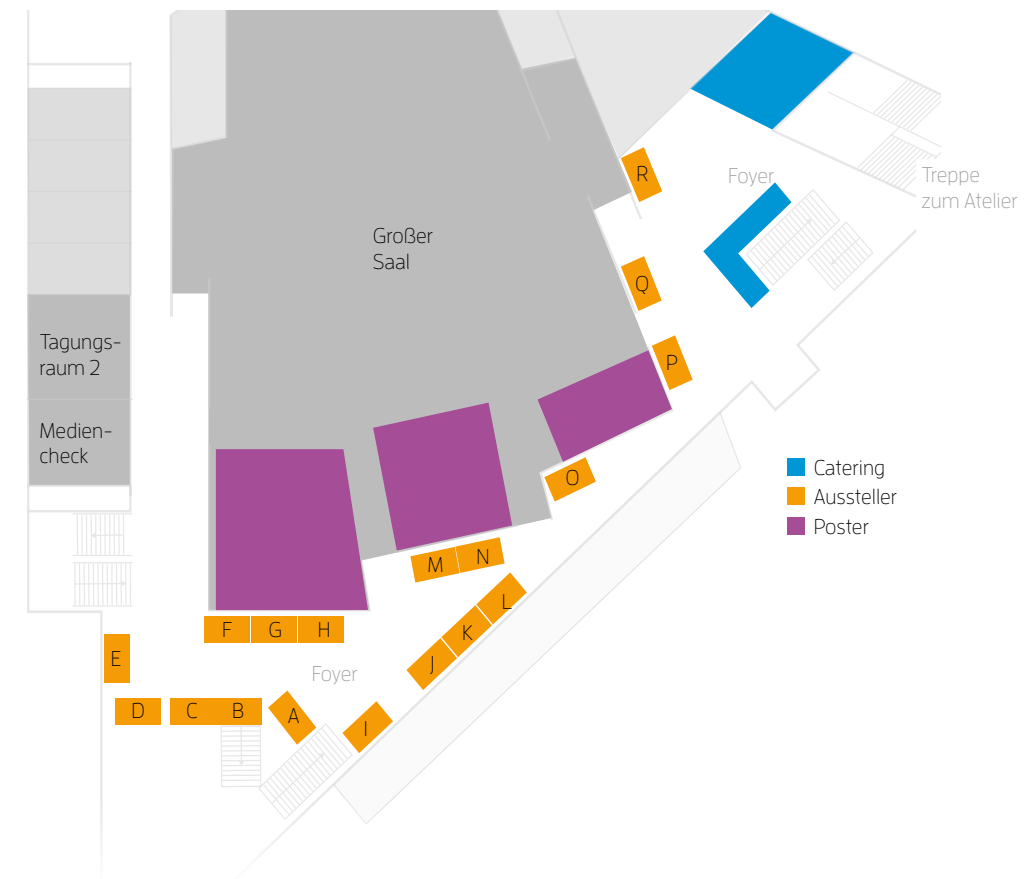 R
Foyer
Treppe
zum Atelier
Großer
Saal
Q
Tagungs-
raum 2
P
Medien-
check
O
Catering
Aussteller
Poster
M N
L
K
J
F G H
E
Foyer
D C B A
I